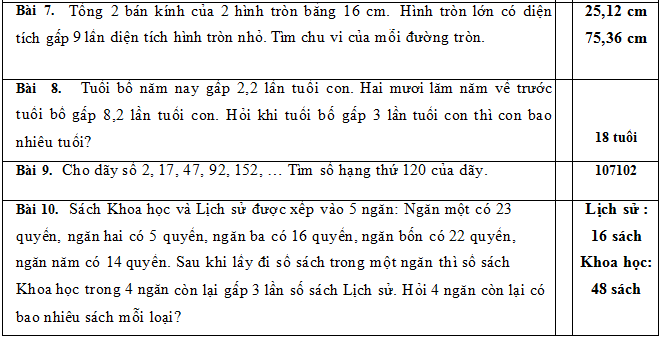 Bài 7. Tổng 2 bán kính của 2 hình tròn bằng 16 cm. Hình tròn lớn có diện
tích gấp 9 lần diện tích hình tròn nhỏ. Tìm chu vi của mỗi đường tròn.
25,12 cm
75,36 cm
Bài 8. Tuổi bố năm nay gấp 2,2 lần tuổi con. Hai mươi lăm năm về trước
tuổi bố gấp 8,2 lần tuổi con. Hỏi khi tuổi bố gấp 3 lần tuổi con thì con bao
nhiêu tuổi?
18 tuổi
Bài 9. Cho dãy số 2, 17, 47, 92, 152, … Tìm số hạng thứ 120 của dãy.
107102
Bài 10. Sách Khoa học và Lịch sử được xếp vào 5 ngăn: Ngăn một có 23
quyển, ngăn hai có 5 quyển, ngăn ba có 16 quyển, ngăn bốn có 22 quyển,
ngăn năm có 14 quyển. Sau khi lấy đi số sách trong một ngăn thì số sách
Khoa học trong 4 ngăn còn lại gấp 3 lần số sách Lịch sử. Hỏi 4 ngăn còn lại có
bao nhiêu sách mỗi loại?
Lịch sử :
16 sách
Khoa học:
48 sách